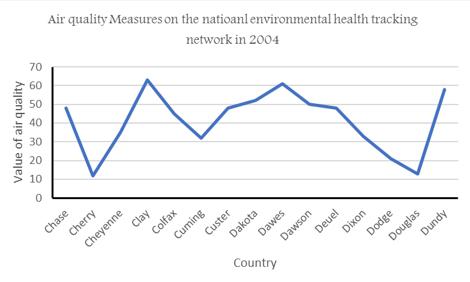 Air quality Measures on the natioanl environmental health tracking
network in 2004
Value of air quality
70
60
50
40
30
20
10
0
Chase
Cherry
Cheyenne
Clay
Colfax
Cuming
Custer
Dakota
Dawes
Dawson
Deuel
Dixon
Dodge
Douglas
Dundy
Country